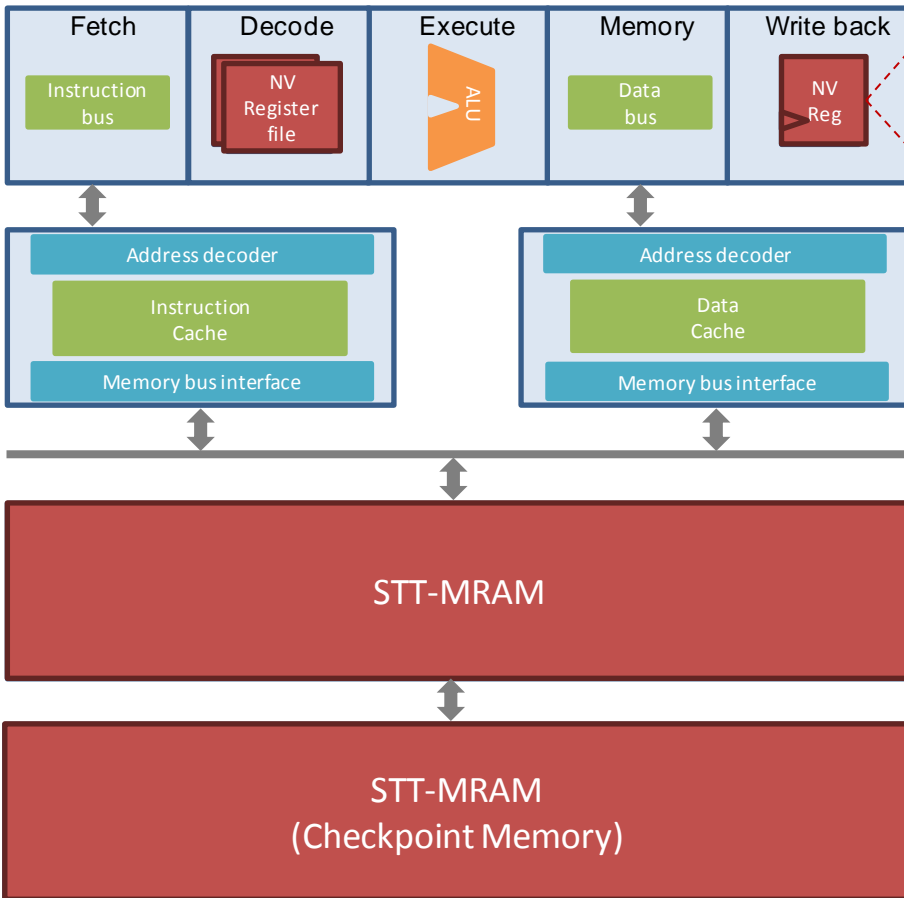 Fetch
Decode
Execute
Memory
Write back
Instruction
bus
NV
Register
file
ALU
Data
bus
NV
Reg
Address decoder
Instruction
Cache
Memory bus interface
Address decoder
Data
Cache
Memory bus interface
STT-MRAM
STT-MRAM
(Checkpoint Memory)